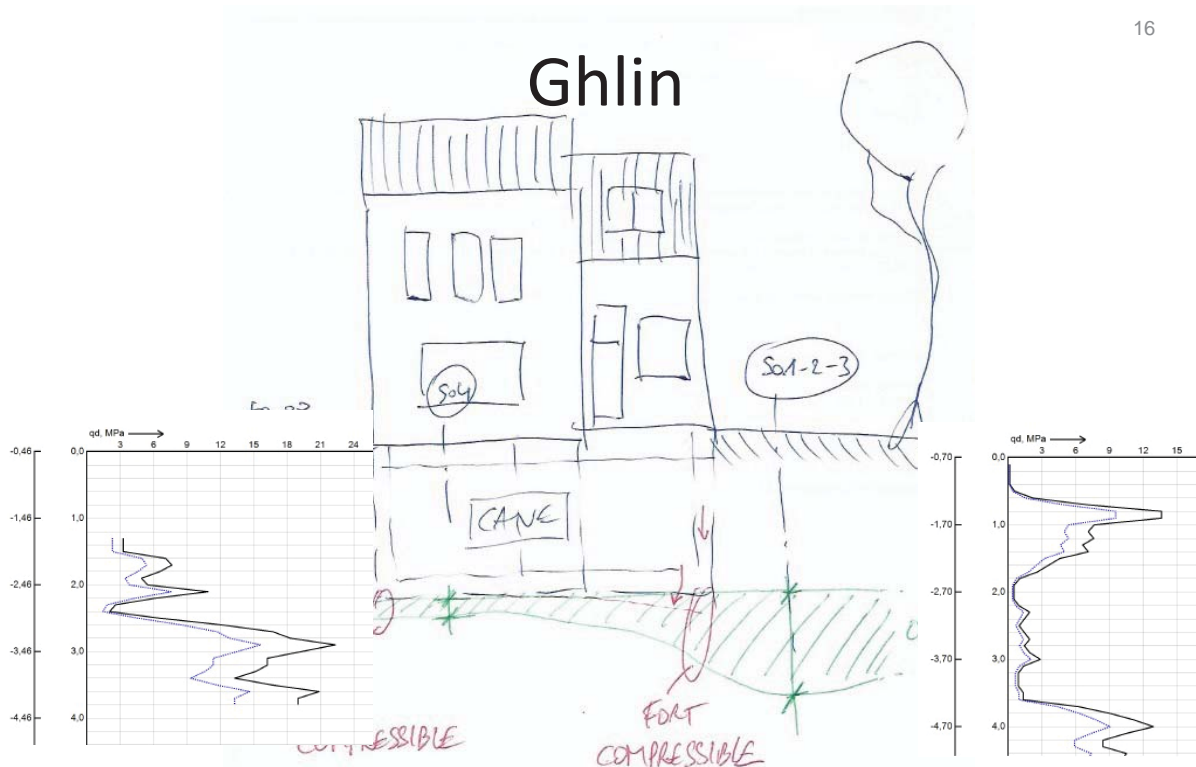 16
Ghlin
So4
So.1-2-3
qd, MPa
3 6 9 12 15 18 21 24
-0,46
-1,46
-2,46
-3,46
-4,46
0,0
1,0
2,0
3,0
4,0
CAVE
qd, MPa
3 6 9 12 15
-0,70
-1,70
-2,70
-3,70
-4,70
0,0
1,0
2,0
3,0
4,0
COMPRESSIBLE
FORT
COMPRESSIBLE